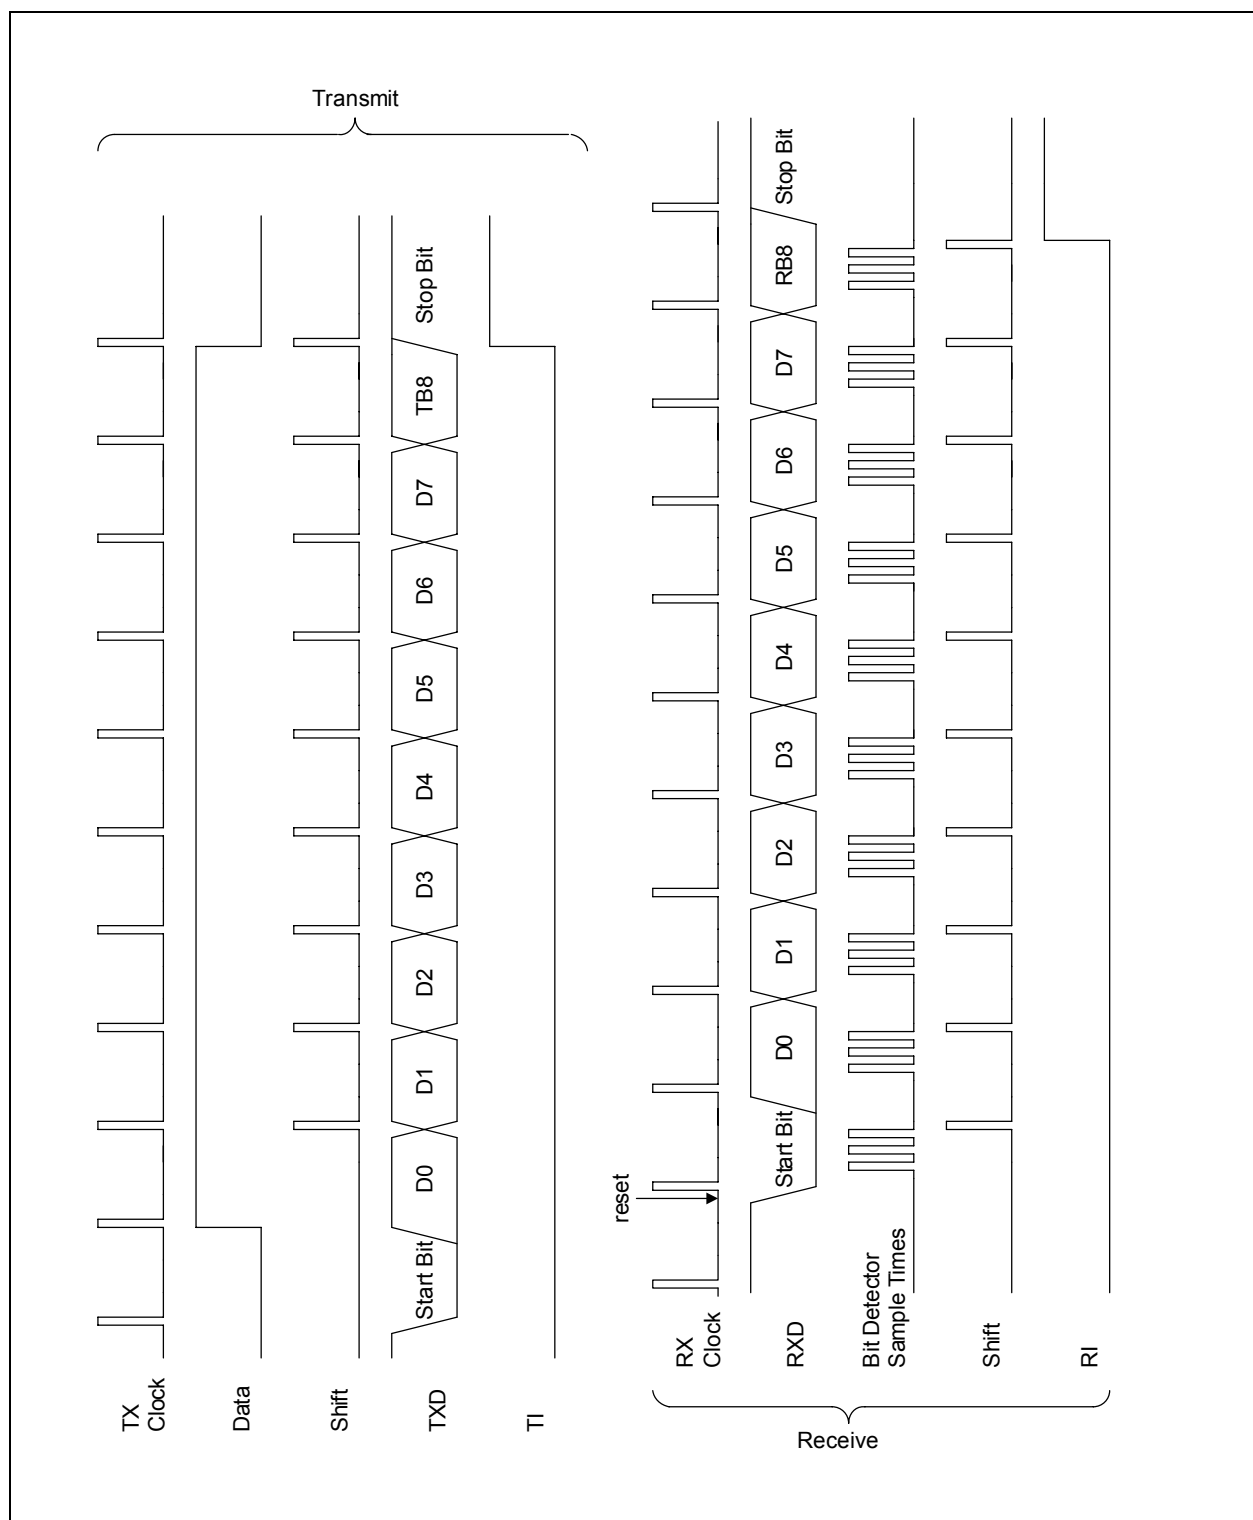 Transmit
TX
Clock
Data
Shift
TXD
Start Bit
D0
D1
D2
D3
D4
D5
D6
D7
TB8
Stop Bit
TI
Receive
RX
Clock
reset
RXD
Start Bit
D0
D1
D2
D3
D4
D5
D6
D7
RB8
Stop Bit
Bit Detector
Sample Times
Shift
RI